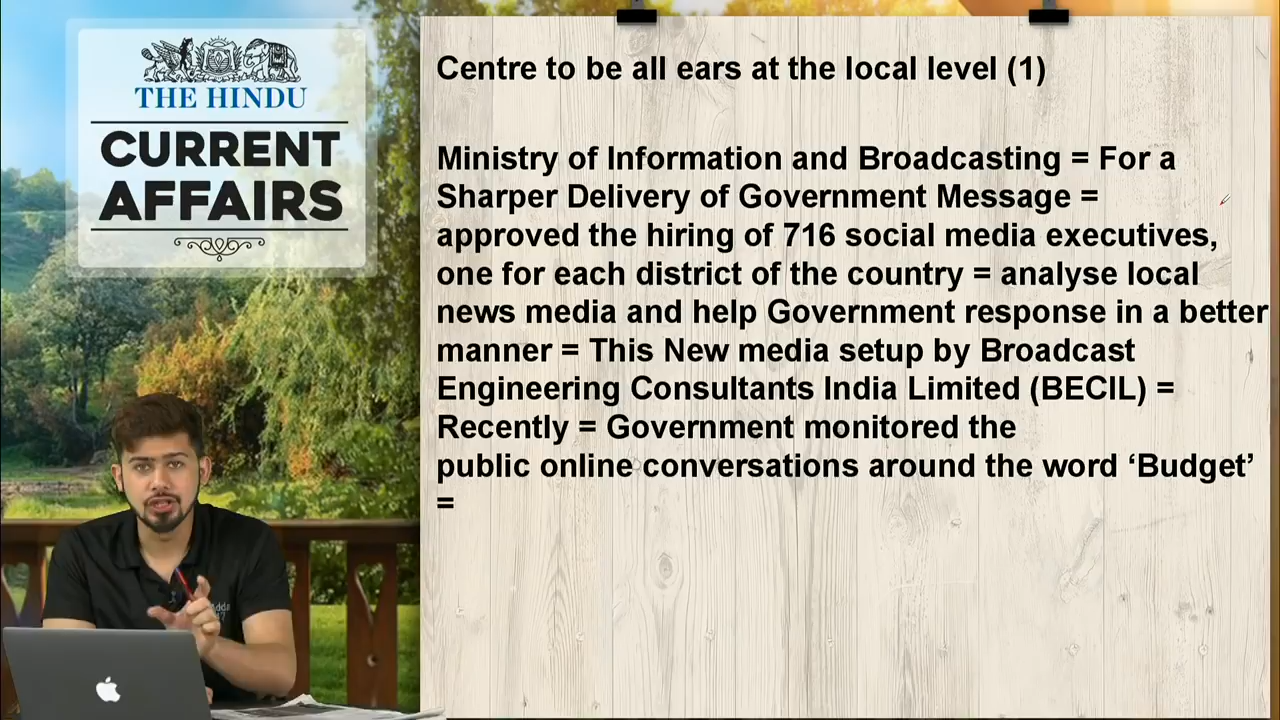 THE HINDU
CURRENT
AFFAIRS
Centre to be all ears at the local level (1)
Ministry of Information and Broadcasting = For a
Sharper Delivery of Government Message =
approved the hiring of 716 social media executives,
one for each district of the country = analyse local
news media and help Government response in a better
manner = This New media setup by Broadcast
Engineering Consultants India Limited (BECIL) =
Recently = Government monitored the
public online conversations around the word ‘Budget’
=